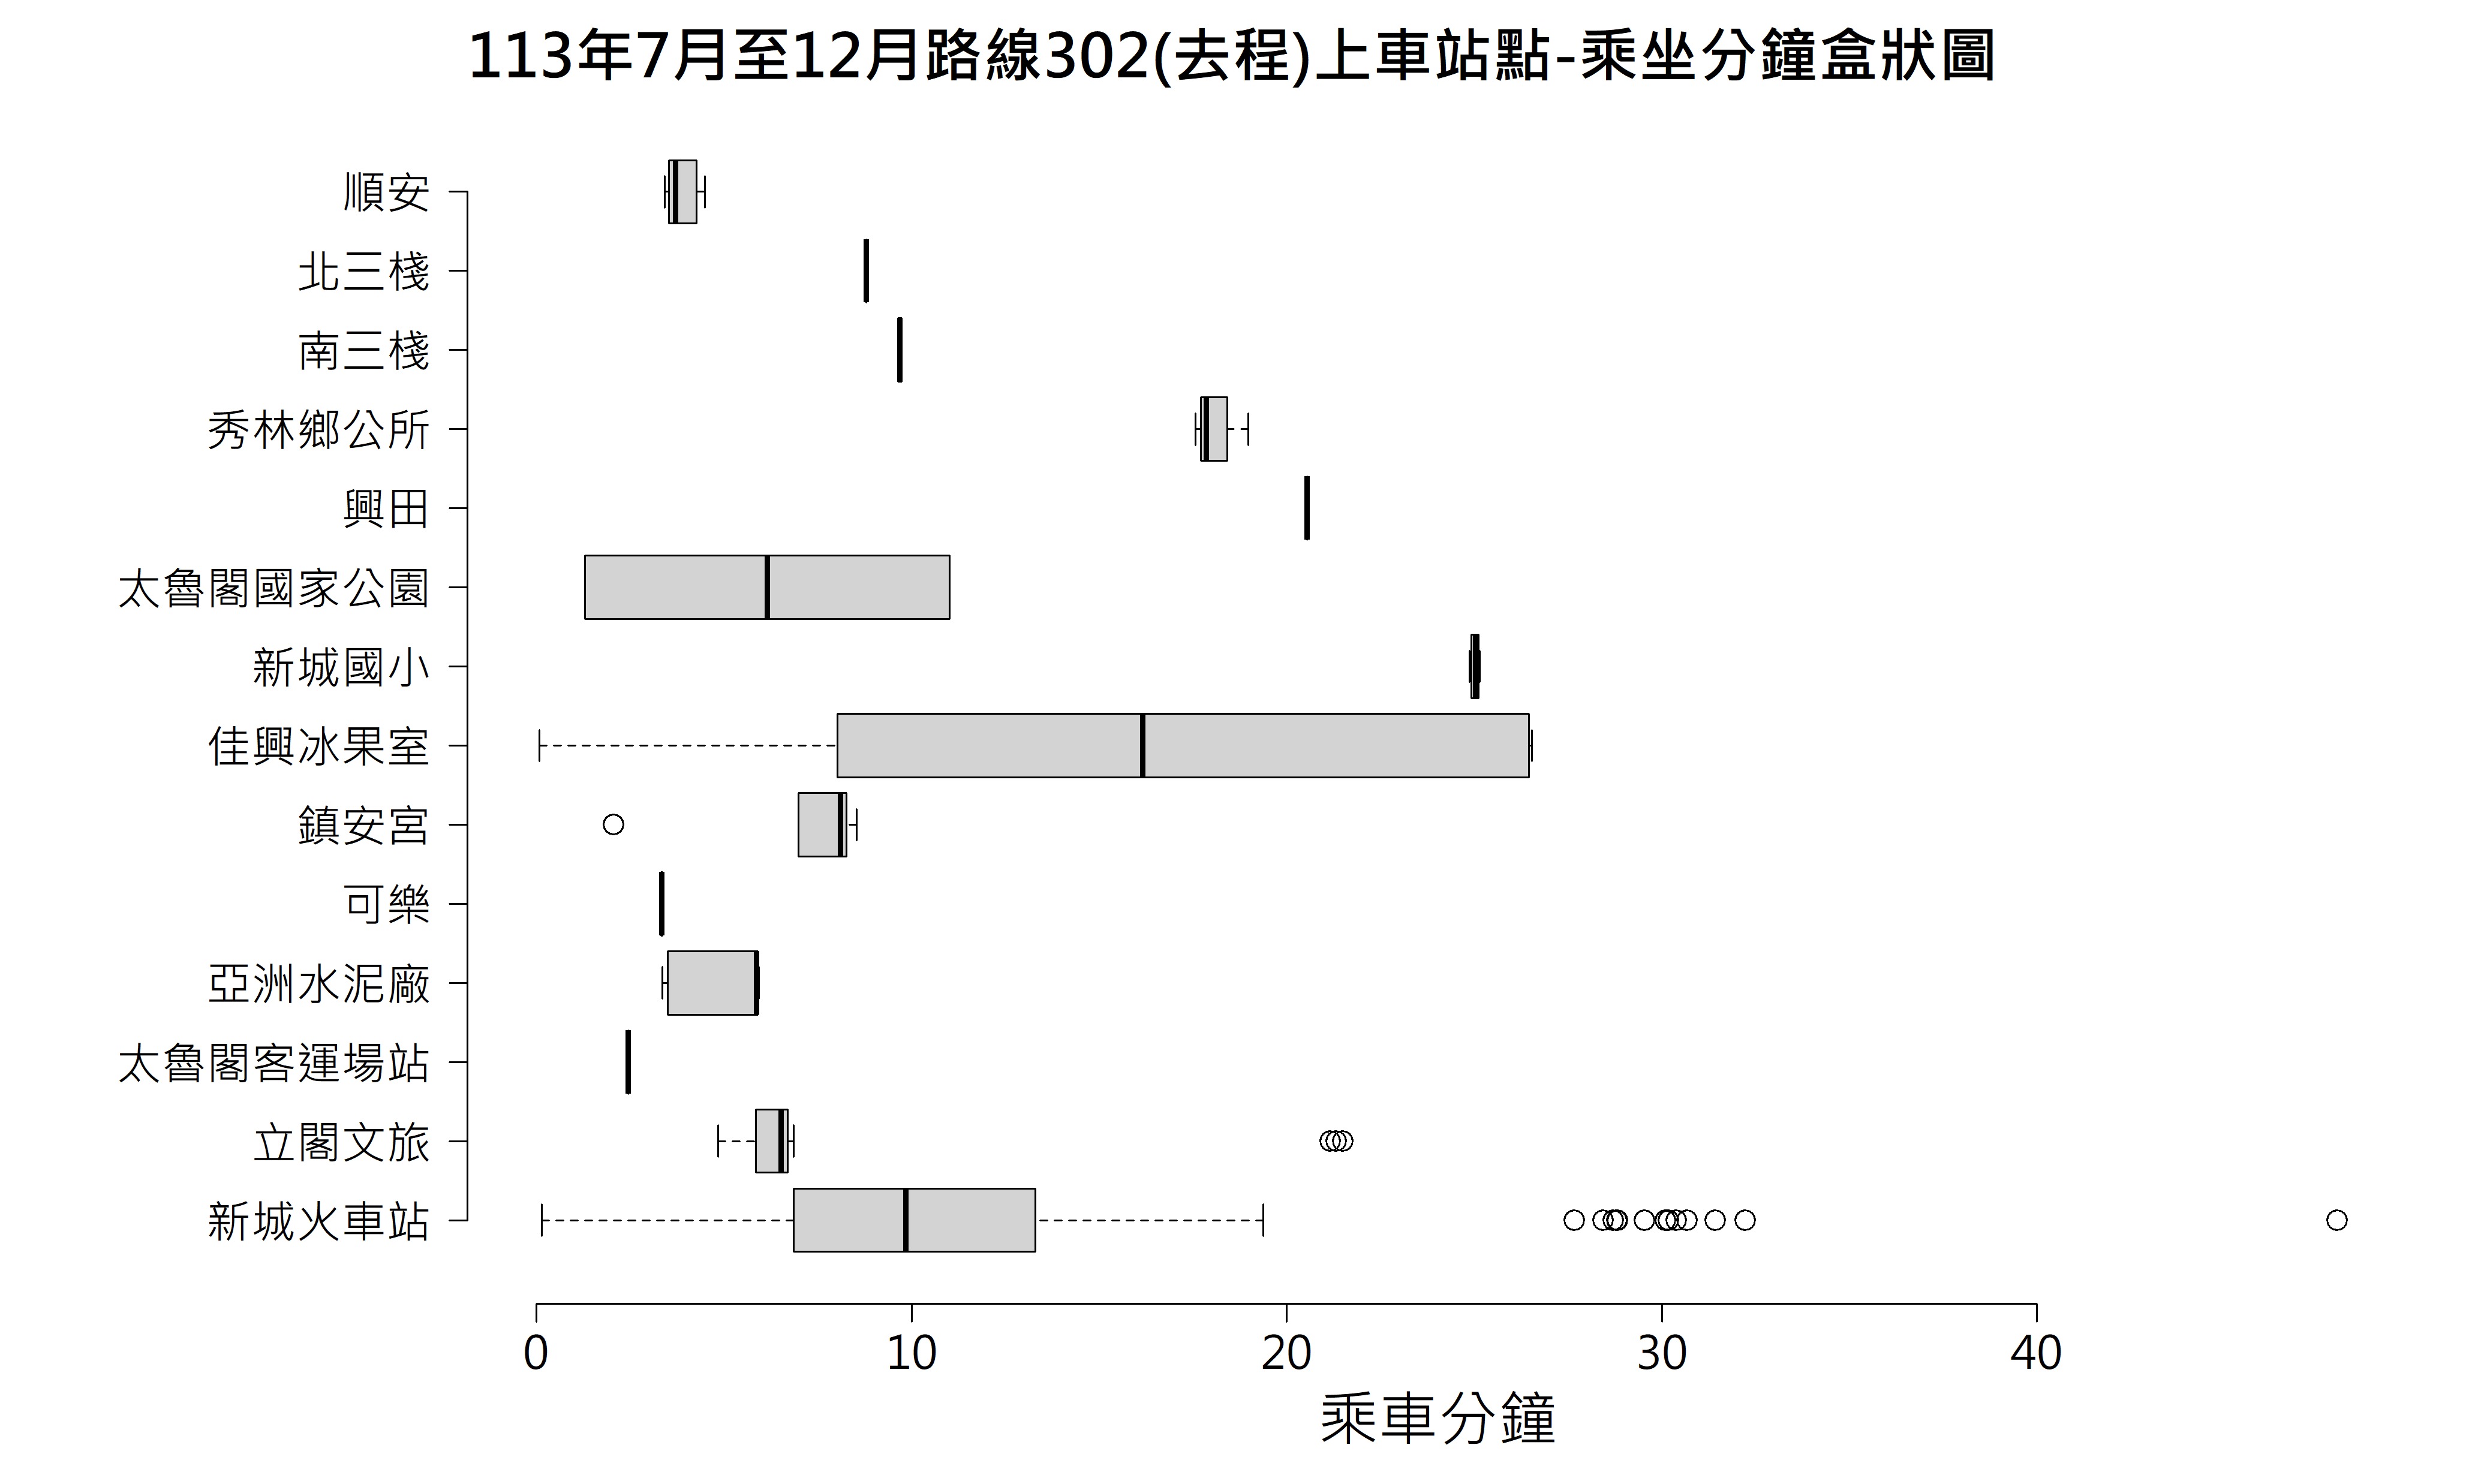 113年7月至12月路線302(去程)上車站點-乘坐分鐘盒狀圖
順安
北三棧
南三棧
秀林鄉公所
興田
太魯閣國家公園
新城國小
佳興冰果室
鎮安宮
可樂
亞洲水泥廠
太魯閣客運場站
立閣文旅
新城火車站
0 10 20 30 40
乘車分鐘